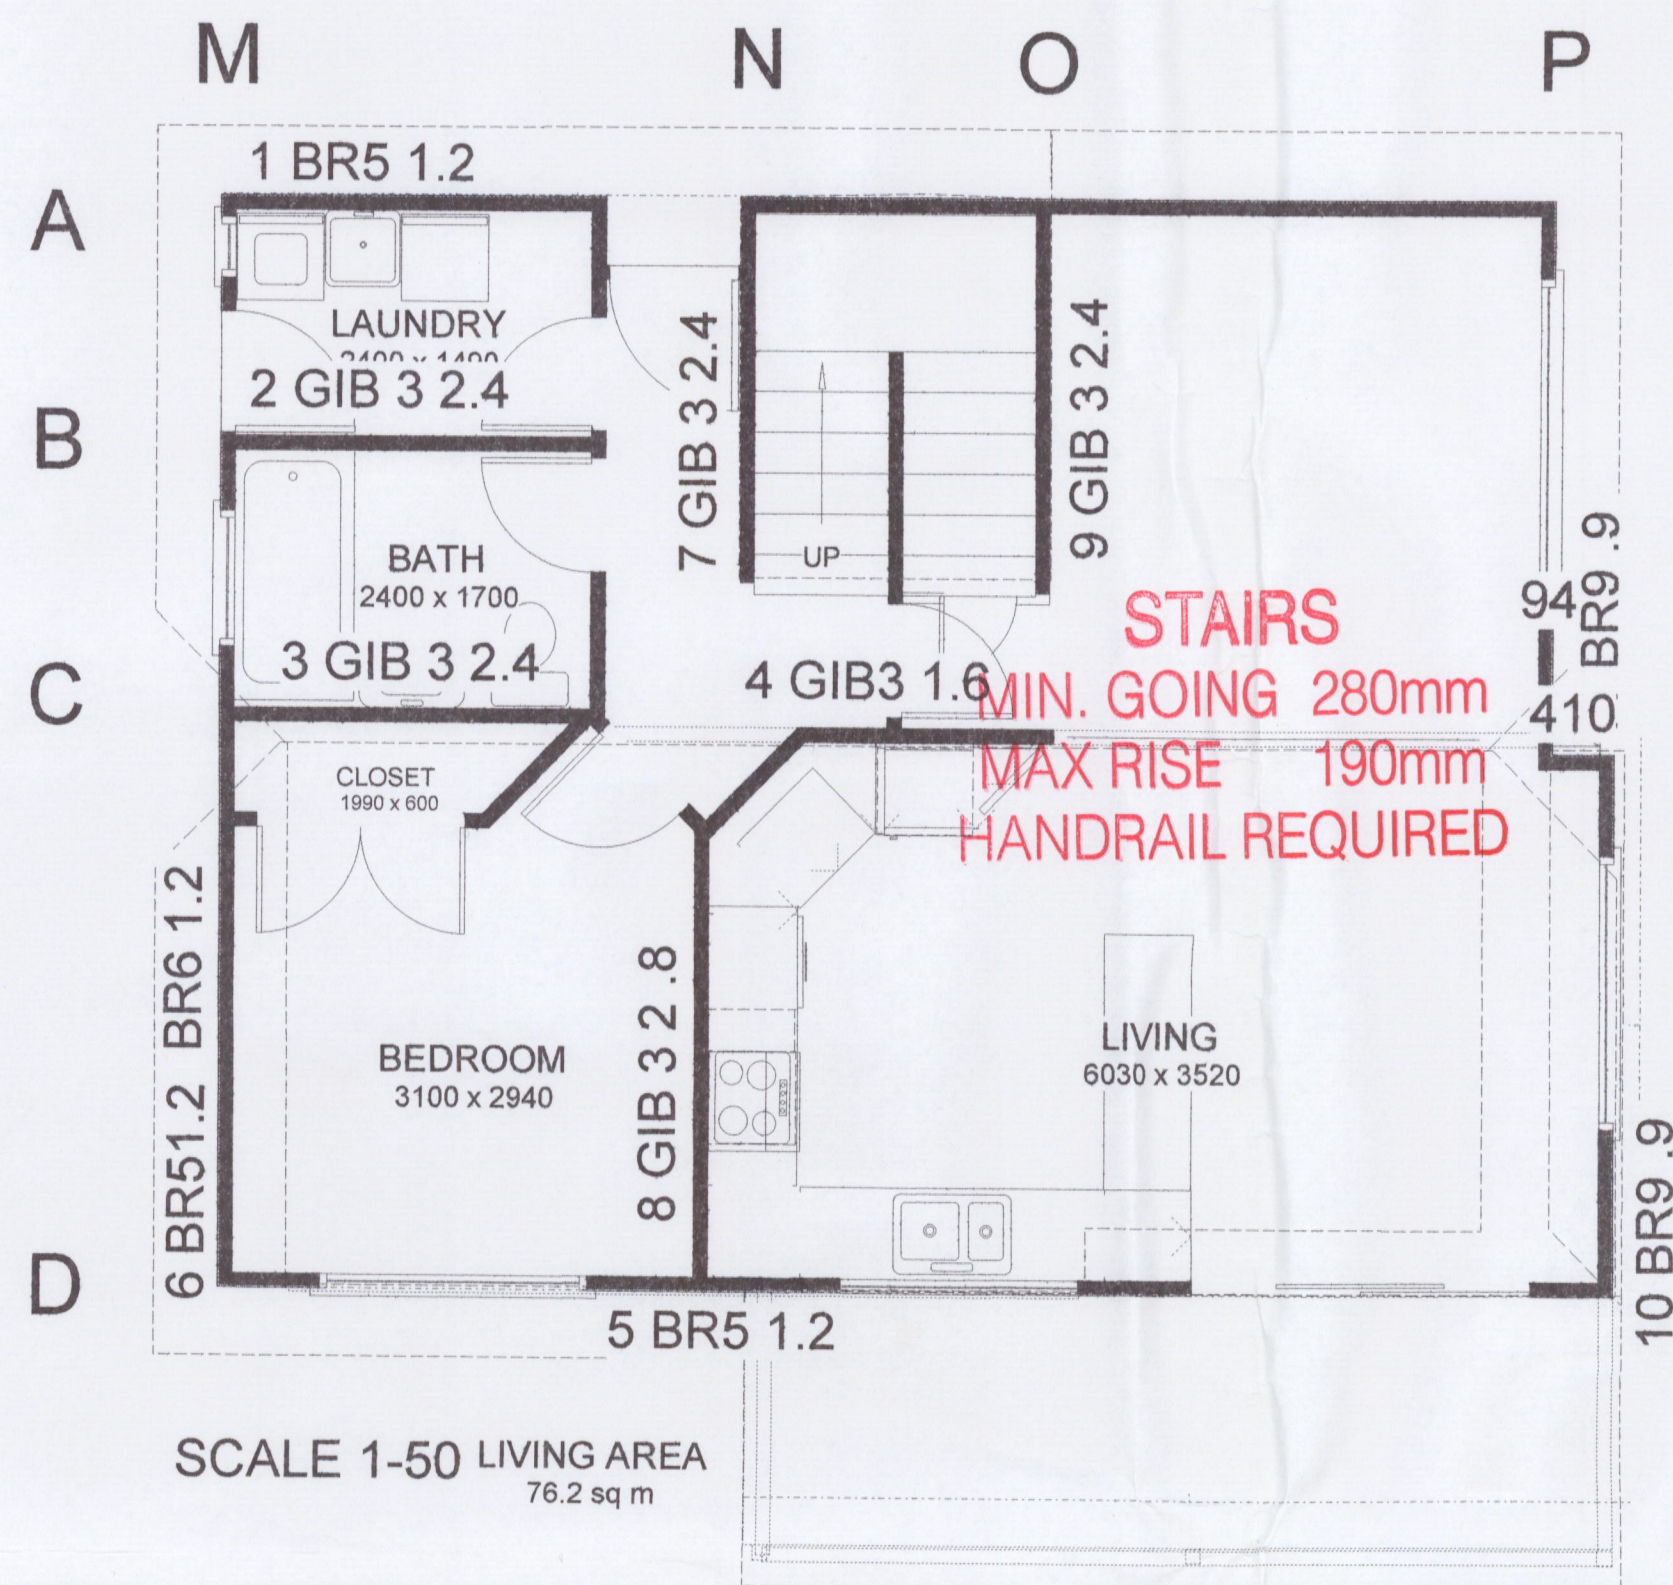 M N O P
A
1 BR5 1.2
LAUNDRY
2400 x 1490
2 GIB 3 2.4
B
BATH
2400 x 1700
3 GIB 3 2.4
C
7 GIB 3 2.4
UP
9 GIB 3 2.4
4 GIB3 1.6
STAIRS
MIN. GOING 280mm
MAX RISE 190mm
HANDRAIL REQUIRED
94
BR9 .9
410
CLOSET
1990 x 600
6 BR51.2 BR6 1.2
BEDROOM
3100 x 2940
8 GIB 3 2 .8
LIVING
6030 x 3520
10 BR9 .9
D
5 BR5 1.2
SCALE 1-50 LIVING AREA
76.2 sq m